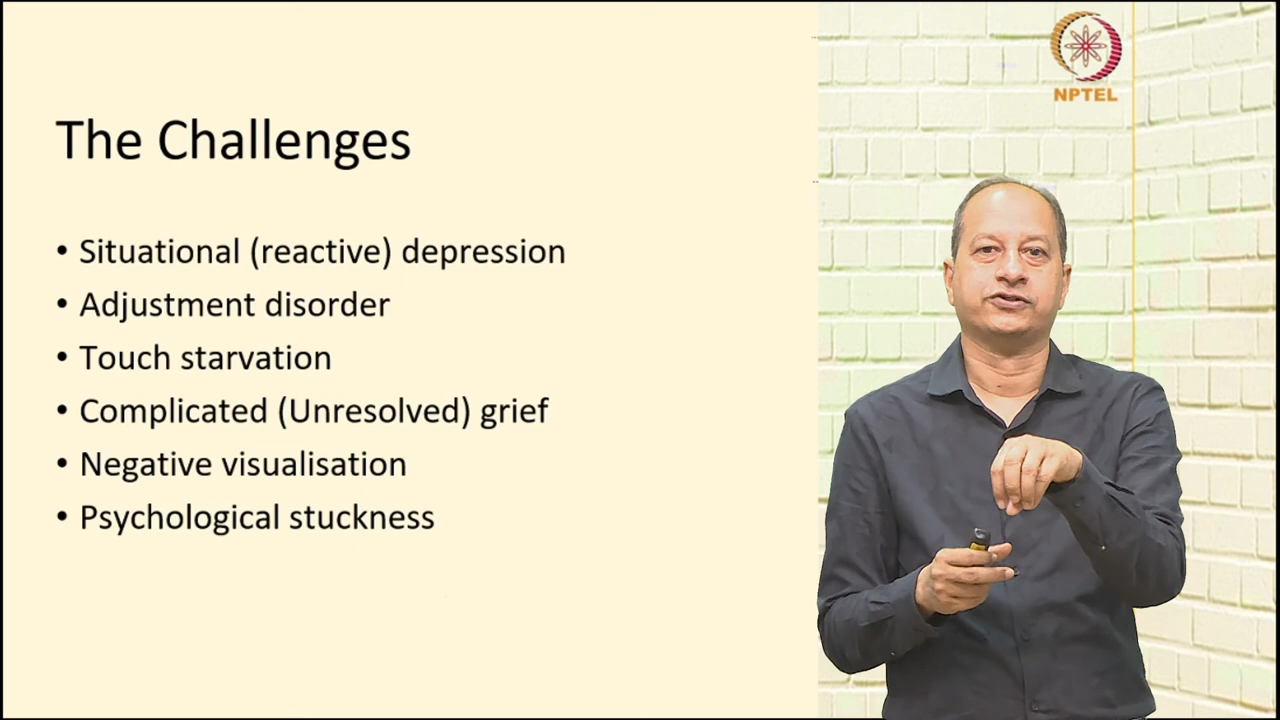 The Challenges
• Situational (reactive) depression
• Adjustment disorder
• Touch starvation
• Complicated (Unresolved) grief
• Negative visualisation
• Psychological stuckness
NPTEL